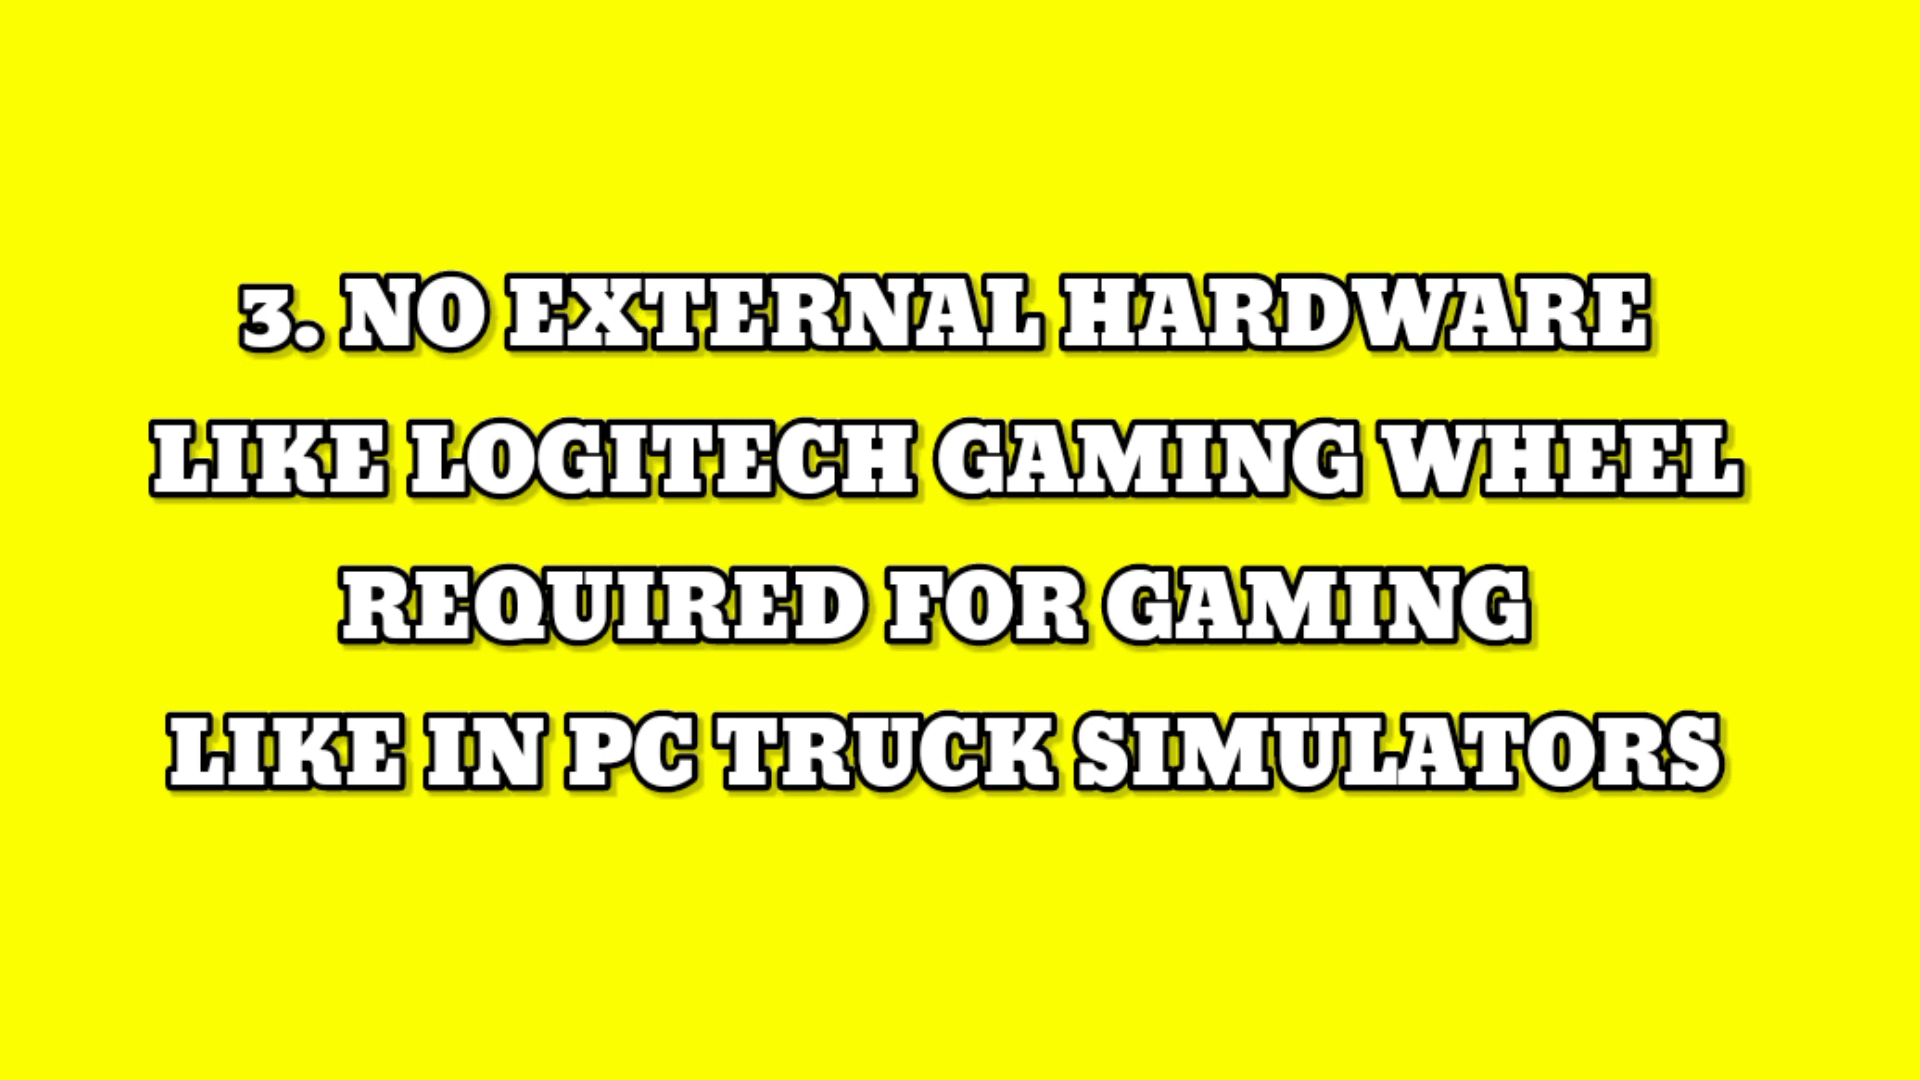 3. NO EXTERNAL HARDWARE
LIKE LOGITECH GAMING WHEEL
REQUIRED FOR GAMING
LIKE IN PC TRUCK SIMULATORS